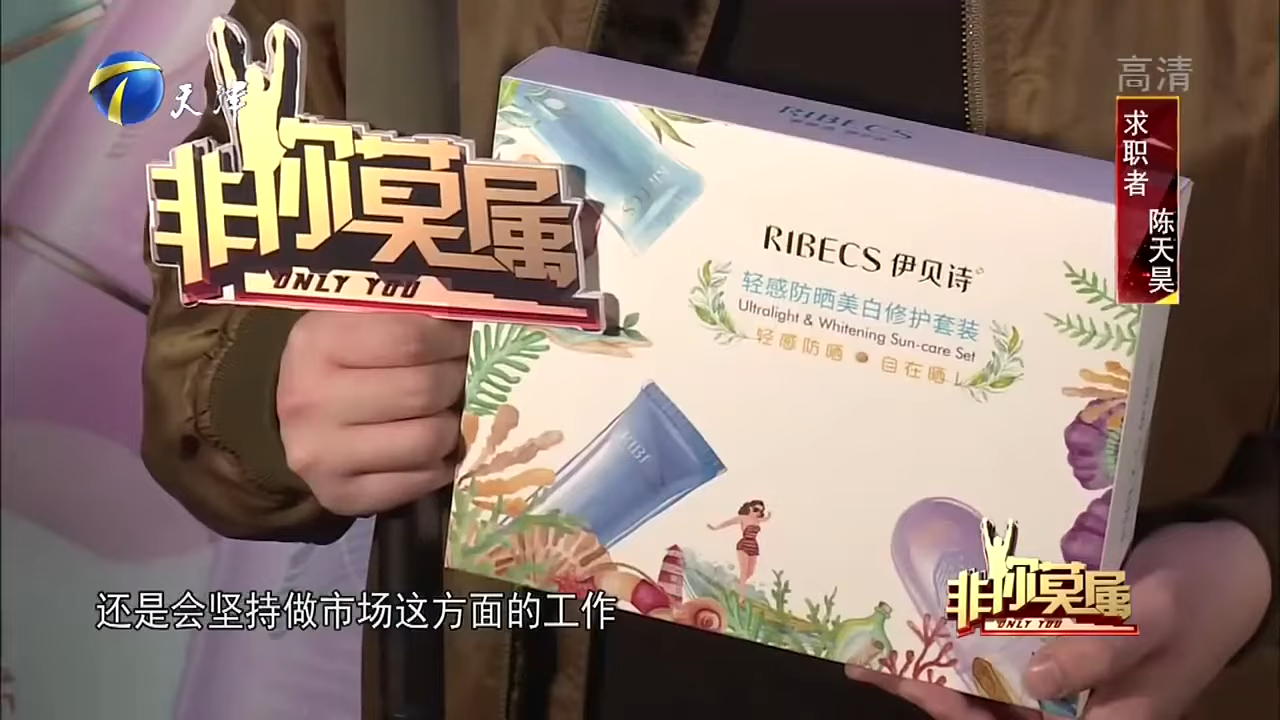 天津
高清
非你莫属
ONLY YOU
求职者 陈天昊
RIBECS
RIBECS 伊贝诗
轻感防晒美白修护套装
Ultralight & Whitening Sun-care Set
轻感防晒 ● 自在晒！
RIBE
还是会坚持做市场这方面的工作
非你莫属
ONLY YOU